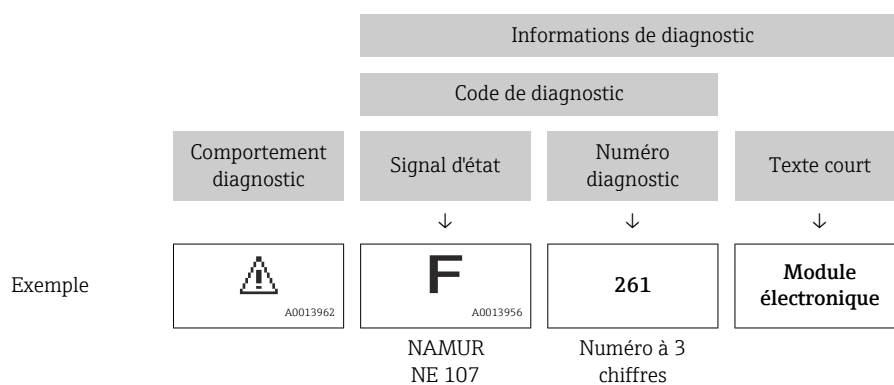 Informations de diagnostic
Code de diagnostic
Comportement
diagnostic
Signal d'état
Numéro
diagnostic
Texte court
↓
↓
↓
Exemple
A0013962
F
A0013956
261
Module
électronique
NAMUR
NE 107
Numéro à 3
chiffres